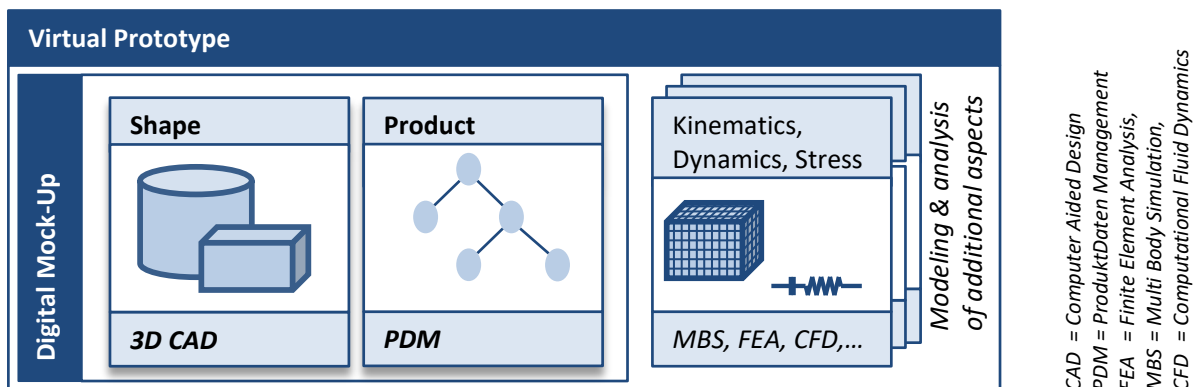 Virtual Prototype
Digital Mock-Up
Shape
3D CAD
Product
PDM
Kinematics,
Dynamics, Stress
MBS, FEA, CFD,...
Modeling & analysis
of additional aspects
CAD = Computer Aided Design
PDM = ProduktDaten Management
FEA = Finite Element Analysis,
MBS = Multi Body Simulation,
CFD = Computational Fluid Dynamics